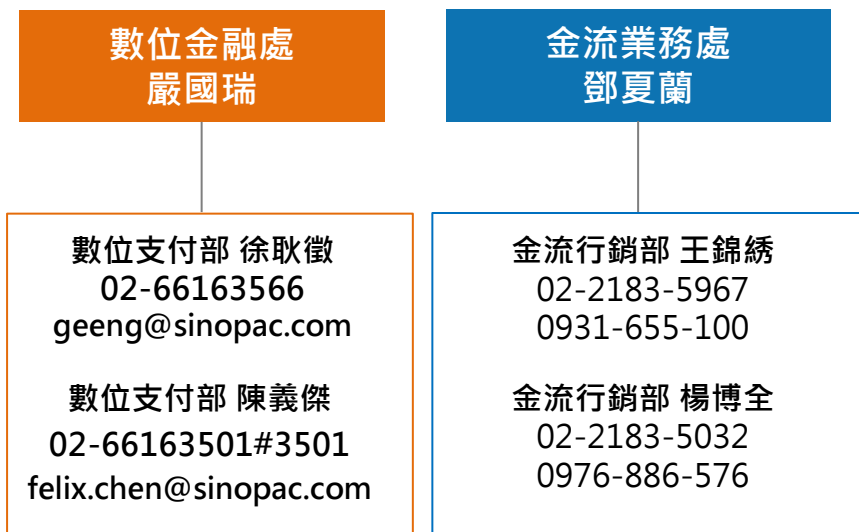 數位金融處
嚴國瑞
數位支付部 徐耿徵
02-66163566
geeng@sinopac.com
數位支付部 陳義傑
02-66163501#3501
felix.chen@sinopac.com
金流業務處
鄧夏蘭
金流行銷部 王錦綉
02-2183-5967
0931-655-100
金流行銷部 楊博全
02-2183-5032
0976-886-576